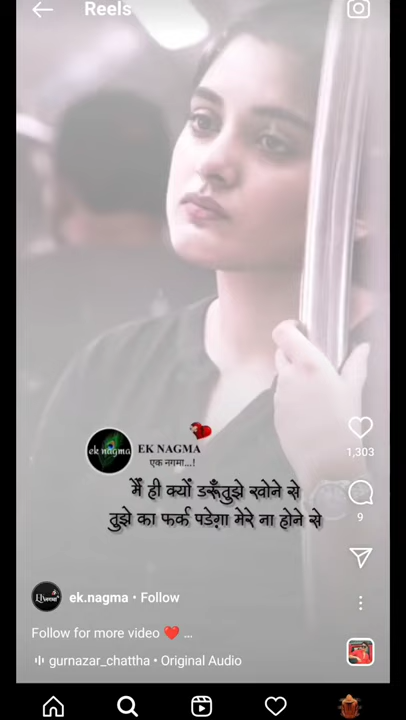 Reels
ek nagma
EK NAGMA
एक नगमा...!
मैं ही क्यों डरूँ तुझे खोने से
तुझे का फर्क पडेगा मेरे ना होने से
1,303
9
ek.nagma • Follow
Follow for more video ❤️ ...
gurnazar_chattha • Original Audio